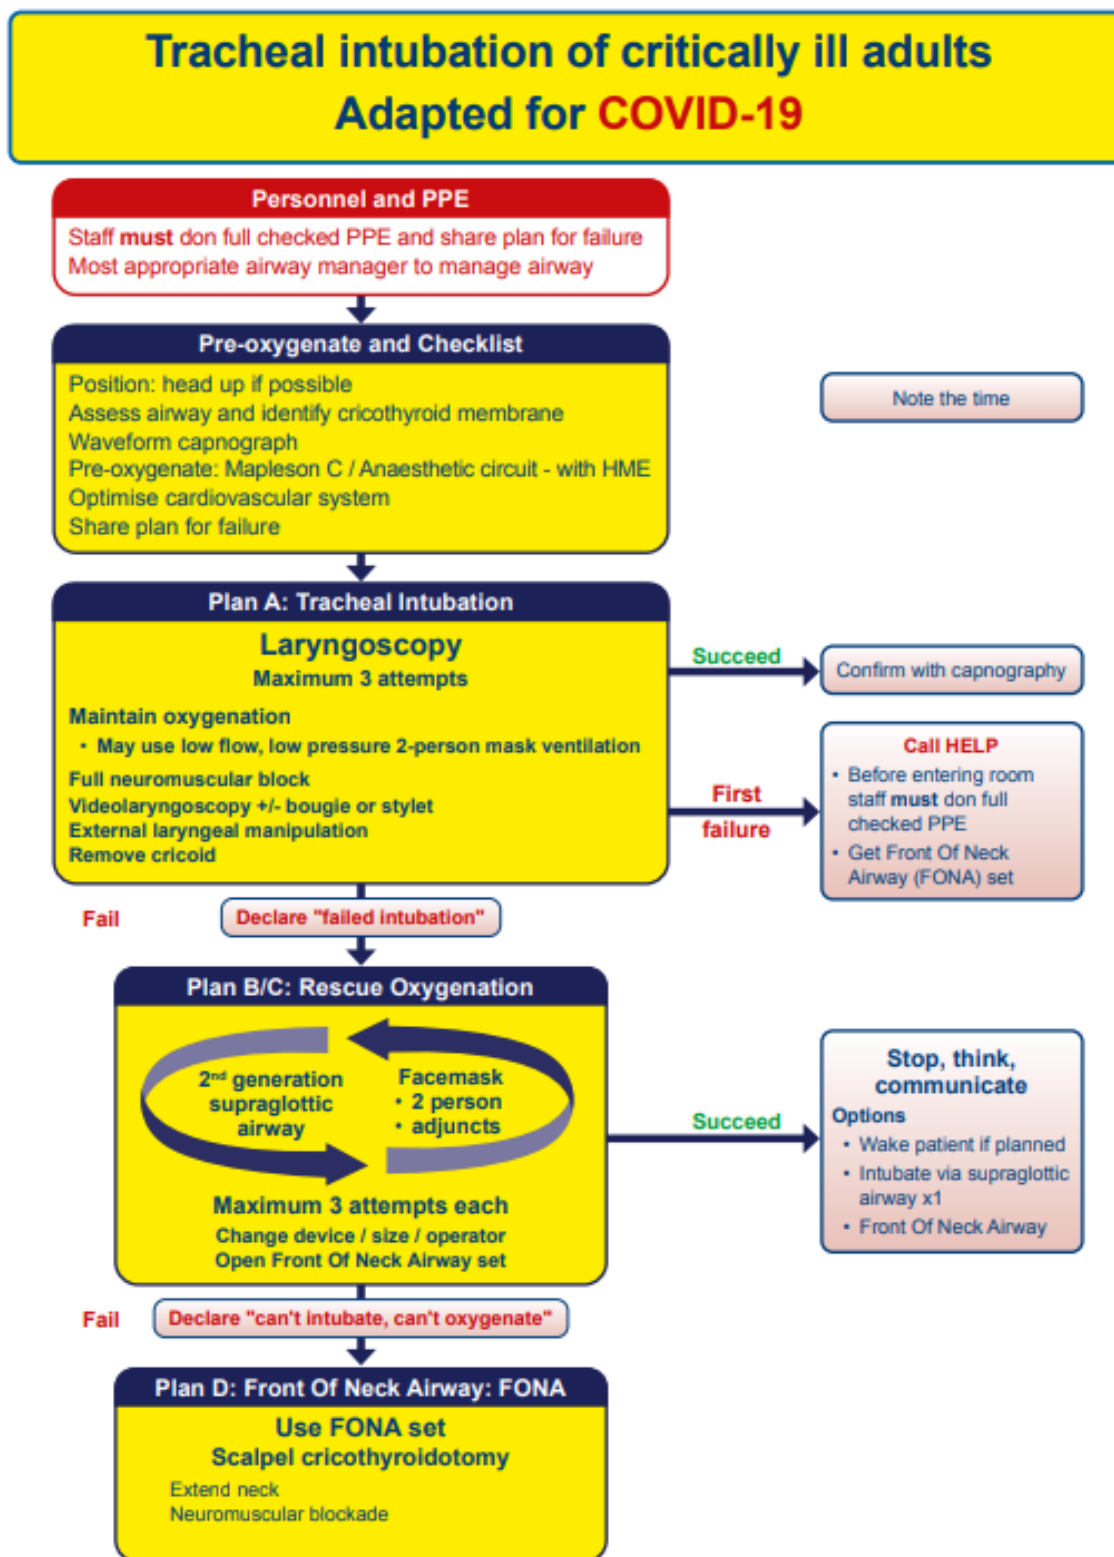 Tracheal intubation of critically ill adults
Adapted for COVID-19
Personnel and PPE
Staff must don full checked PPE and share plan for failure
Most appropriate airway manager to manage airway
Pre-oxygenate and Checklist
Position: head up if possible
Assess airway and identify cricothyroid membrane
Waveform capnograph
Pre-oxygenate: Mapleson C / Anaesthetic circuit - with HME
Optimise cardiovascular system
Share plan for failure
Note the time
Plan A: Tracheal Intubation
Laryngoscopy
Maximum 3 attempts
Maintain oxygenation
• May use low flow, low pressure 2-person mask ventilation
Full neuromuscular block
Videolaryngoscopy +/- bougie or stylet
External laryngeal manipulation
Remove cricoid
Succeed
Confirm with capnography
First
failure
Call HELP
• Before entering room
staff must don full
checked PPE
• Get Front Of Neck
Airway (FONA) set
Fail
Declare "failed intubation"
Plan B/C: Rescue Oxygenation
2nd generation
supraglottic
airway
Facemask
• 2 person
• adjuncts
Maximum 3 attempts each
Change device / size / operator
Open Front Of Neck Airway set
Succeed
Stop, think,
communicate
Options
• Wake patient if planned
• Intubate via supraglottic
airway x1
• Front Of Neck Airway
Fail
Declare "can't intubate, can't oxygenate"
Plan D: Front Of Neck Airway: FONA
Use FONA set
Scalpel cricothyroidotomy
Extend neck
Neuromuscular blockade